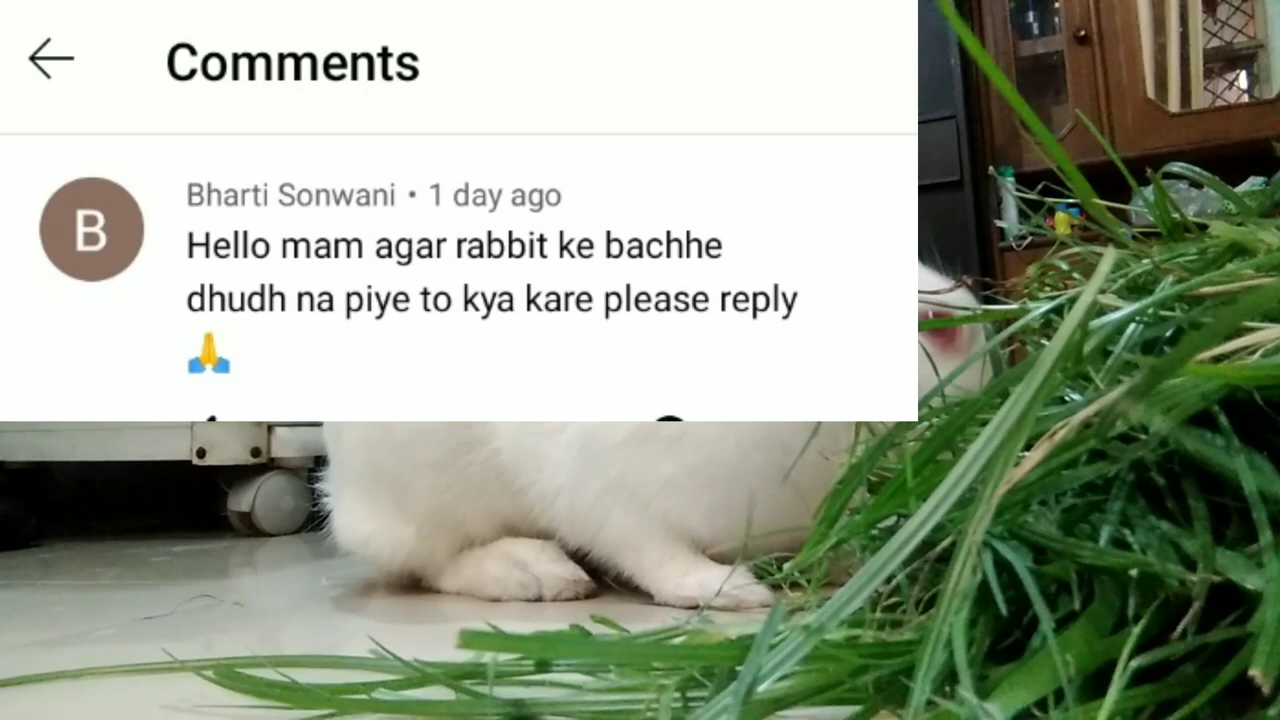 Comments
B
Bharti Sonwani • 1 day ago
Hello mam agar rabbit ke bachhe
dhudh na piye to kya kare please reply
🙏